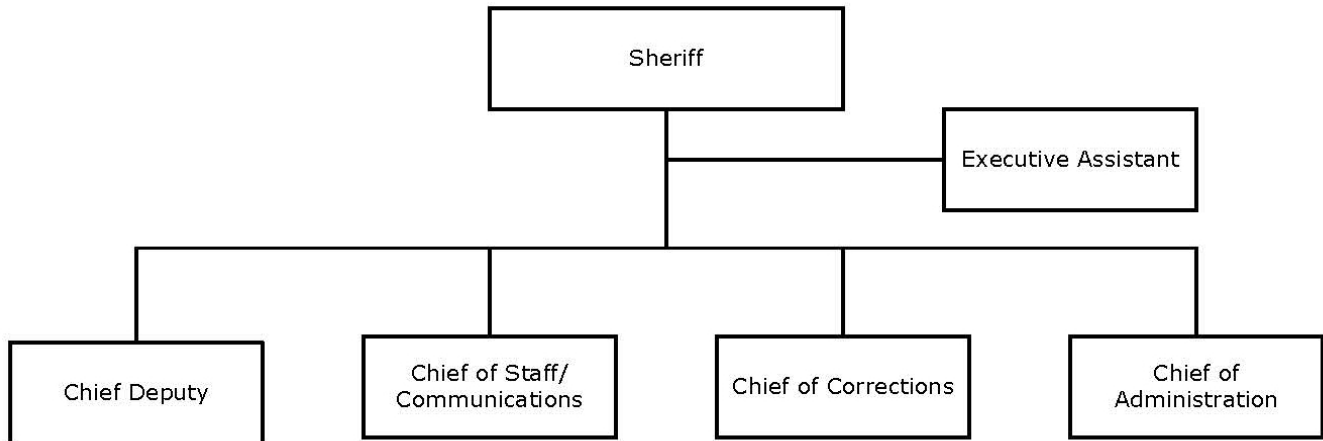 Sheriff
Executive Assistant
Chief Deputy
Chief of Staff/
Communications
Chief of Corrections
Chief of
Administration